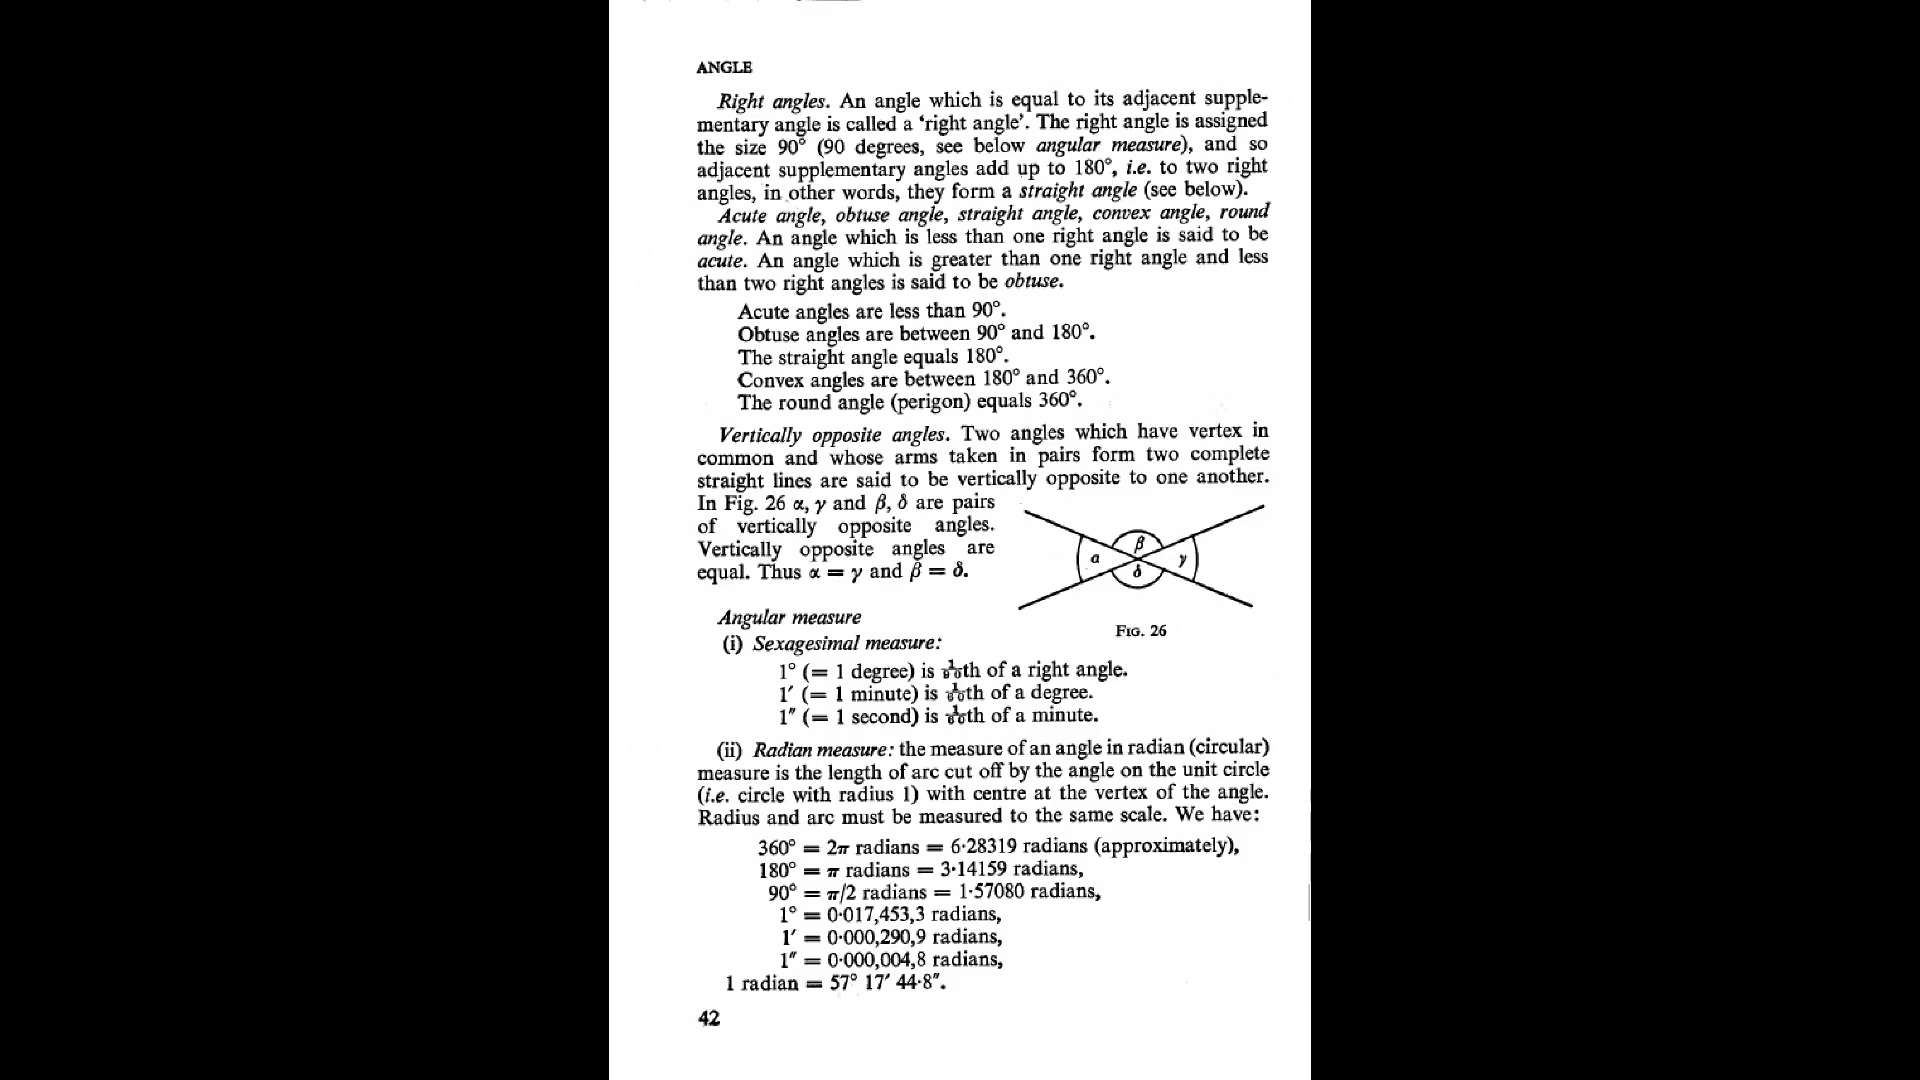 ANGLE
Right angles. An angle which is equal to its adjacent supple-
mentary angle is called a ‘right angle’. The right angle is assigned
the size 90° (90 degrees, see below angular measure), and so
adjacent supplementary angles add up to 180°, i.e. to two right
angles, in other words, they form a straight angle (see below).
Acute angle, obtuse angle, straight angle, convex angle, round
angle. An angle which is less than one right angle is said to be
acute. An angle which is greater than one right angle and less
than two right angles is said to be obtuse.
Acute angles are less than 90°.
Obtuse angles are between 90° and 180°.
The straight angle equals 180°.
Convex angles are between 180° and 360°.
The round angle (perigon) equals 360°.
Vertically opposite angles. Two angles which have vertex in
common and whose arms taken in pairs form two complete
straight lines are said to be vertically opposite to one another.
In Fig. 26 α, γ and β, δ are pairs
of vertically opposite angles.
Vertically opposite angles are
equal. Thus α = γ and β = δ.
β
α
γ
δ
FIG. 26
Angular measure
(i) Sexagesimal measure:
1° (= 1 degree) is 1/90th of a right angle.
1′ (= 1 minute) is 1/60th of a degree.
1″ (= 1 second) is 1/60th of a minute.
(ii) Radian measure: the measure of an angle in radian (circular)
measure is the length of arc cut off by the angle on the unit circle
(i.e. circle with radius 1) with centre at the vertex of the angle.
Radius and arc must be measured to the same scale. We have:
360° = 2π radians = 6·28319 radians (approximately),
180° = π radians = 3·14159 radians,
90° = π/2 radians = 1·57080 radians,
1° = 0·017,453,3 radians,
1′ = 0·000,290,9 radians,
1″ = 0·000,004,8 radians,
1 radian = 57° 17′ 44·8″.
42